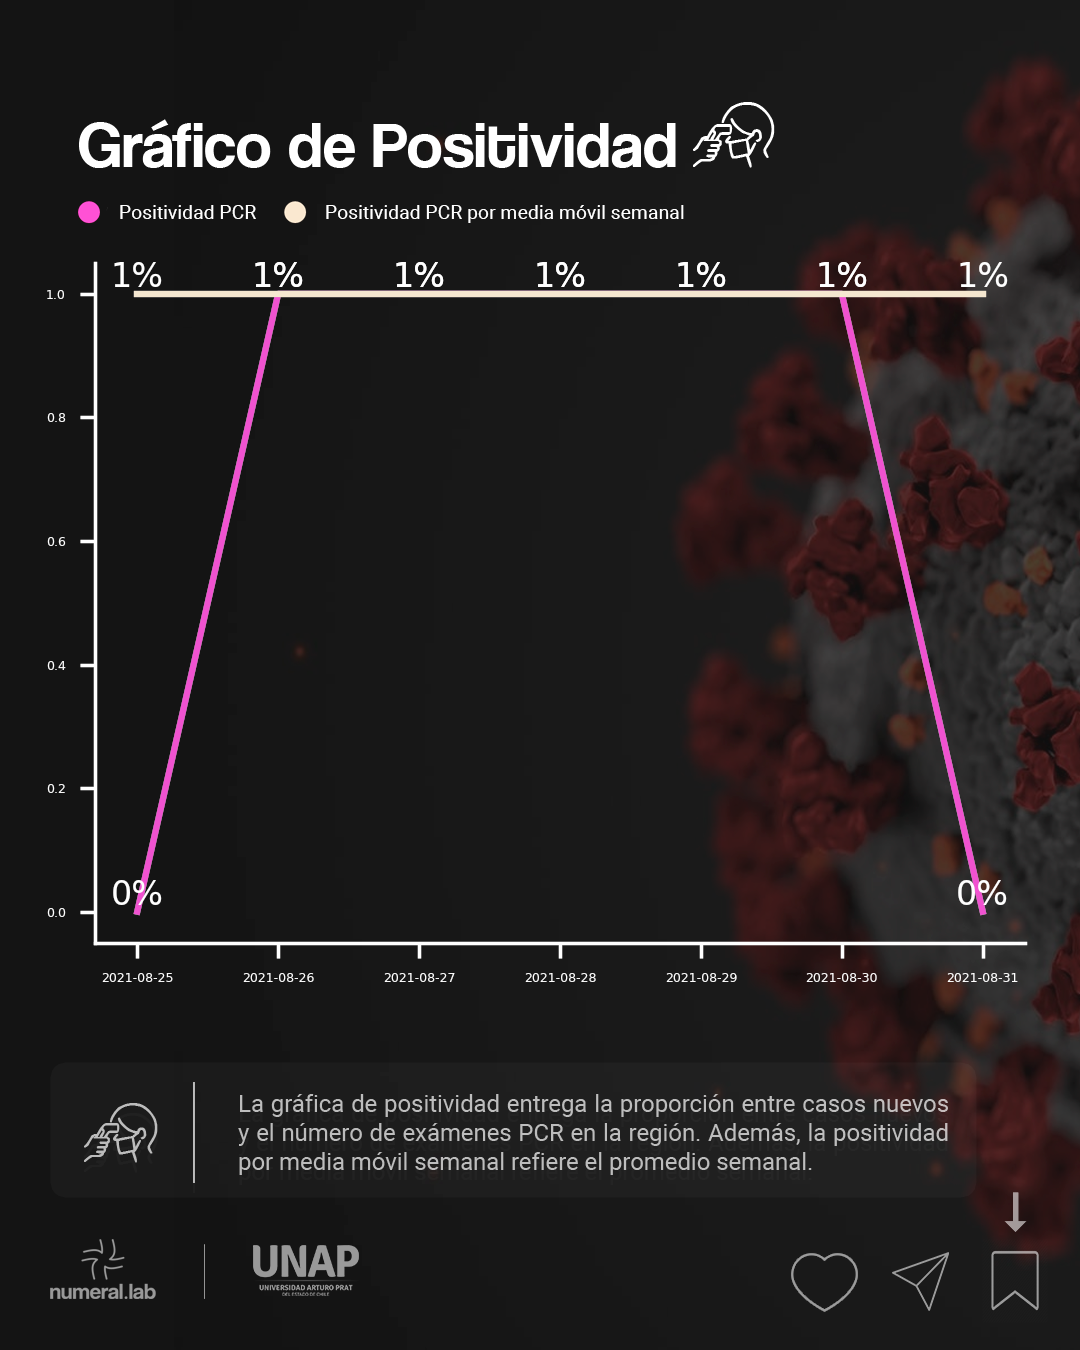 Gráfico de Positividad
Positividad PCR
Positividad PCR por media móvil semanal
1% 1% 1% 1% 1% 1% 1%
1.0
0.8
0.6
0.4
0.2
0% 0%
0.0
2021-08-25 2021-08-26 2021-08-27 2021-08-28 2021-08-29 2021-08-30 2021-08-31
La gráfica de positividad entrega la proporción entre casos nuevos
y el número de exámenes PCR en la región. Además, la positividad
por media móvil semanal refiere el promedio semanal.
numeral.lab
UNAP
UNIVERSIDAD ARTURO PRAT
DEL ESTADO DE CHILE